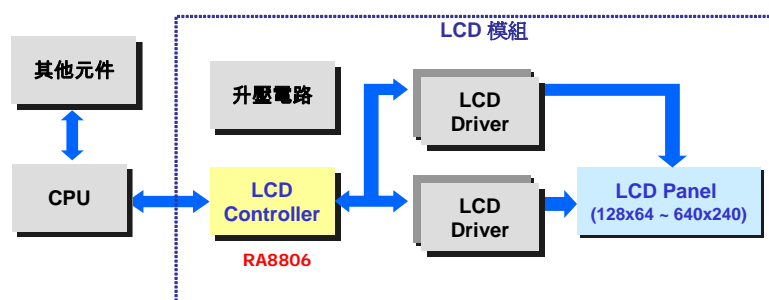 LCD 模組
其他元件
升壓電路
LCD
Driver
CPU
LCD
Controller
RA8806
LCD
Driver
LCD Panel
(128x64 ~ 640x240)